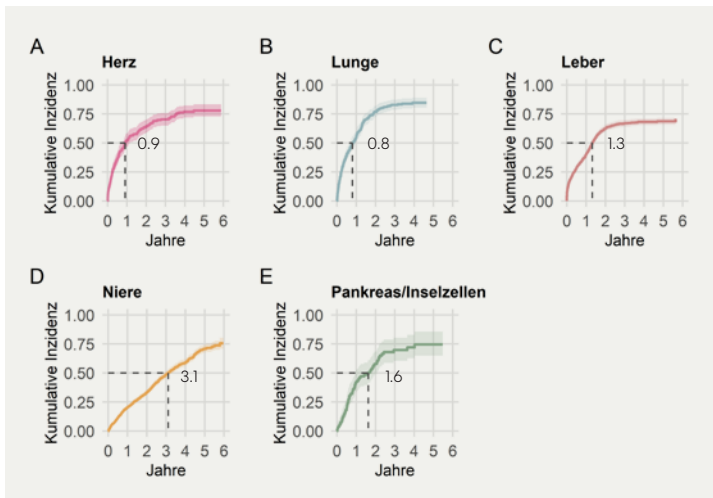 A
Herz
Kumulative Inzidenz
1.00
0.75
0.50
0.25
0.00
0.9
0 1 2 3 4 5 6
Jahre
B
Lunge
Kumulative Inzidenz
1.00
0.75
0.50
0.25
0.00
0.8
0 1 2 3 4 5 6
Jahre
C
Leber
Kumulative Inzidenz
1.00
0.75
0.50
0.25
0.00
1.3
0 1 2 3 4 5 6
Jahre
D
Niere
Kumulative Inzidenz
1.00
0.75
0.50
0.25
0.00
3.1
0 1 2 3 4 5 6
Jahre
E
Pankreas/Inselzellen
Kumulative Inzidenz
1.00
0.75
0.50
0.25
0.00
1.6
0 1 2 3 4 5 6
Jahre